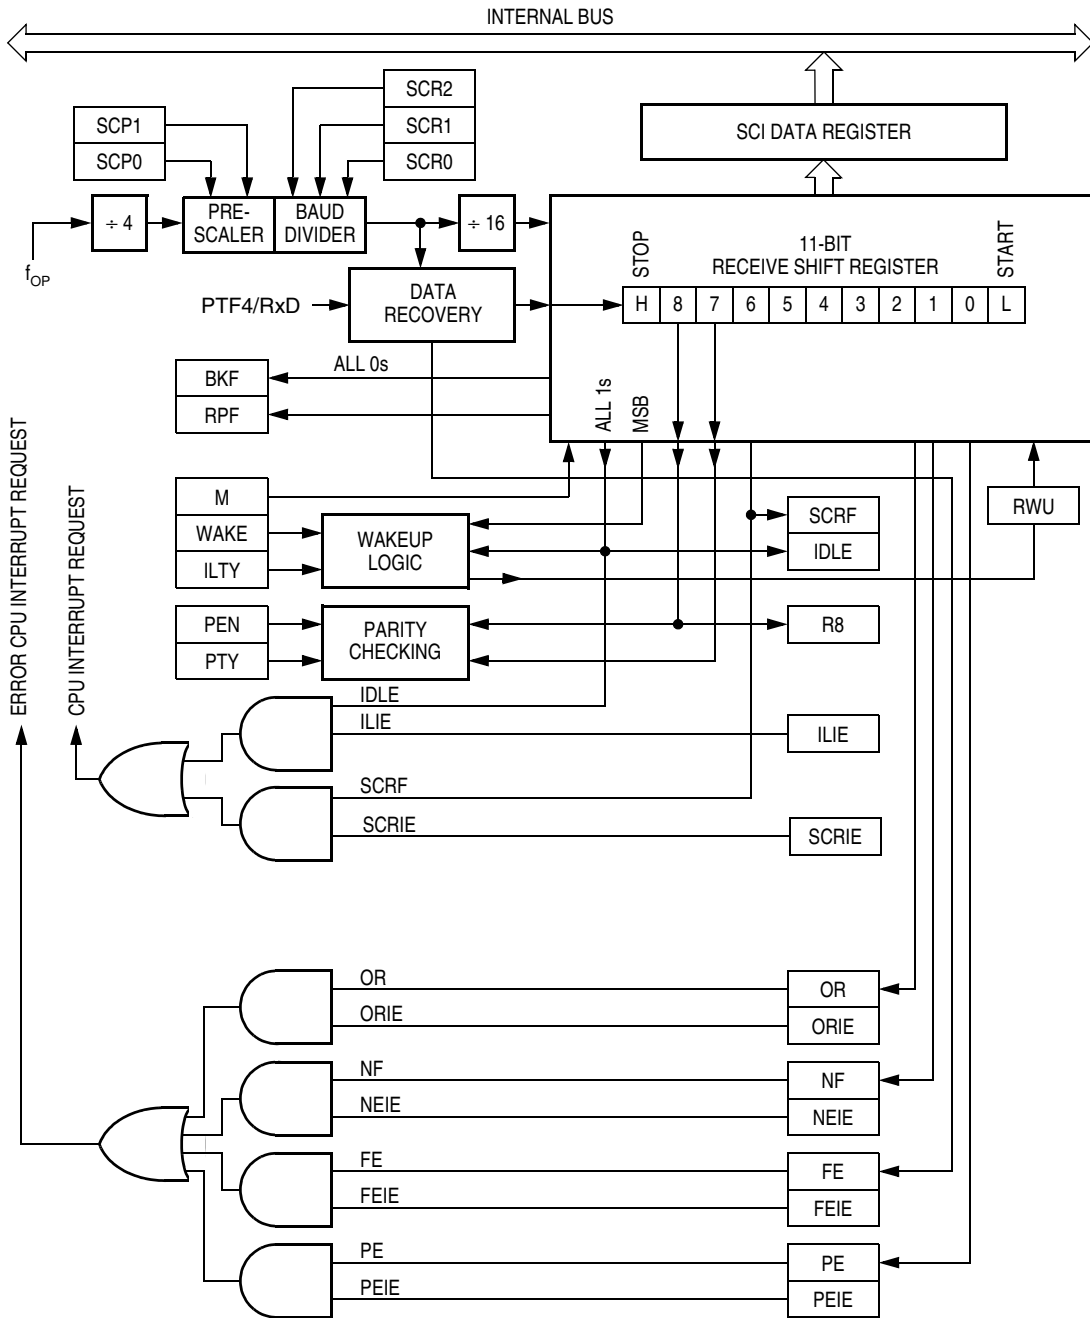 INTERNAL BUS
SCR2
SCR1
SCR0
SCP1
SCP0
SCI DATA REGISTER
÷ 4
PRE-
SCALER
BAUD
DIVIDER
÷ 16
fOP
STOP
11-BIT
RECEIVE SHIFT REGISTER
START
H 8 7 6 5 4 3 2 1 0 L
PTF4/RxD
DATA
RECOVERY
ALL 0s
BKF
RPF
ALL 1s
MSB
M
WAKE
ILTY
WAKEUP
LOGIC
SCRF
IDLE
RWU
PEN
PTY
PARITY
CHECKING
R8
ERROR CPU INTERRUPT REQUEST
CPU INTERRUPT REQUEST
IDLE
ILIE
ILIE
SCRF
SCRIE
SCRIE
OR
OR
ORIE
ORIE
NF
NF
NEIE
NEIE
FE
FE
FEIE
FEIE
PE
PE
PEIE
PEIE